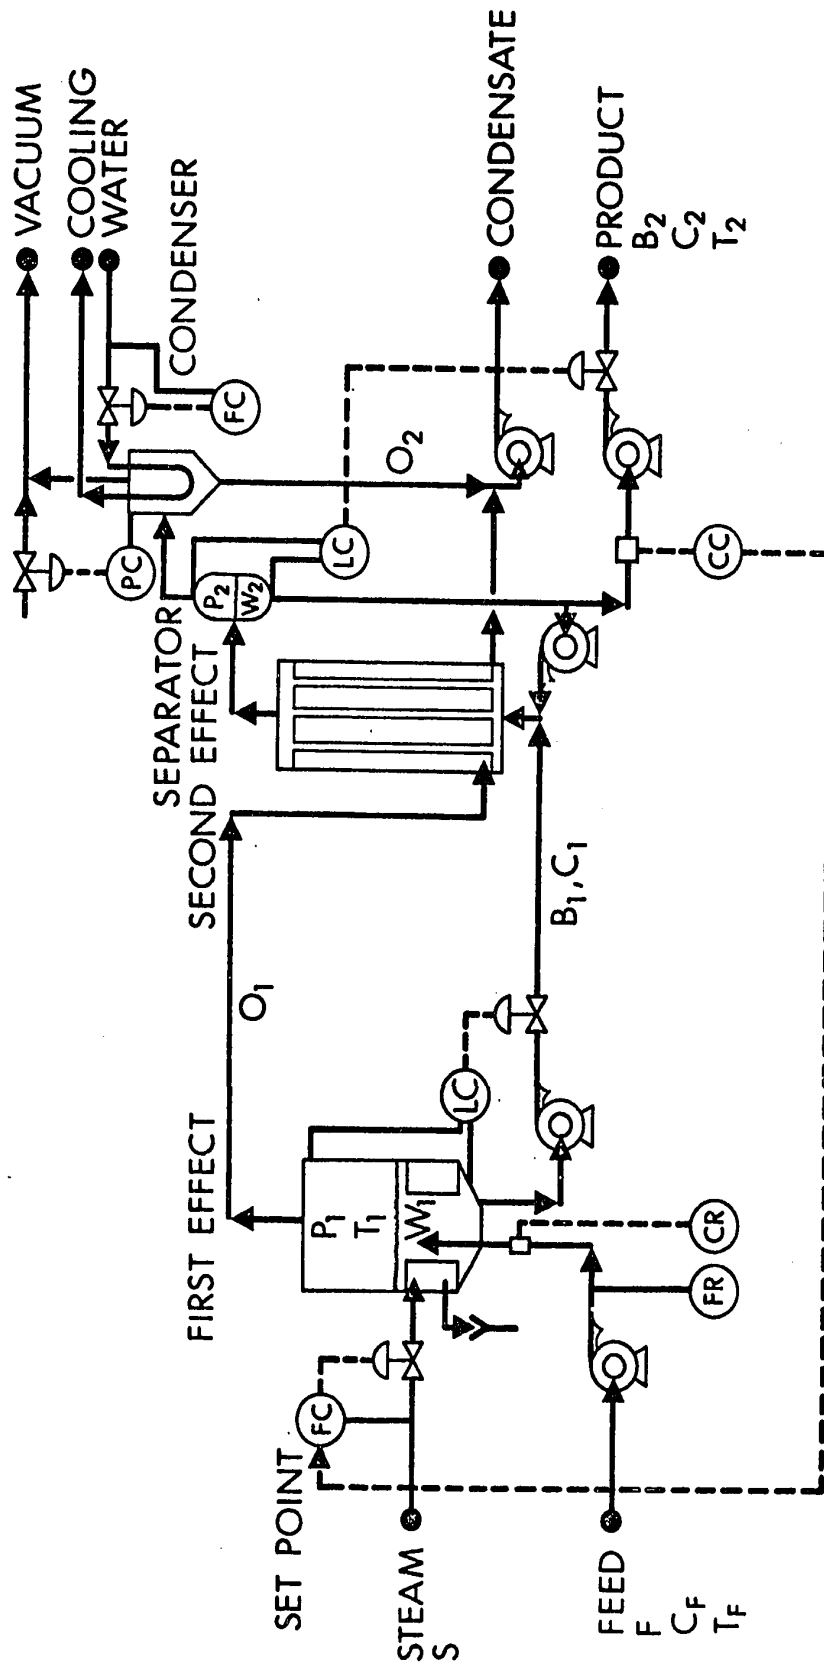 VACUUM
COOLING
WATER
CONDENSER
FC
PC
SEPARATOR
P2
W2
LC
O2
CONDENSATE
SECOND EFFECT
PRODUCT
B2
C2
T2
CC
O1
B1, C1
FIRST EFFECT
P1
T1
W1
LC
SET POINT
FC
STEAM
S
CR
FR
FEED
F
CF
TF